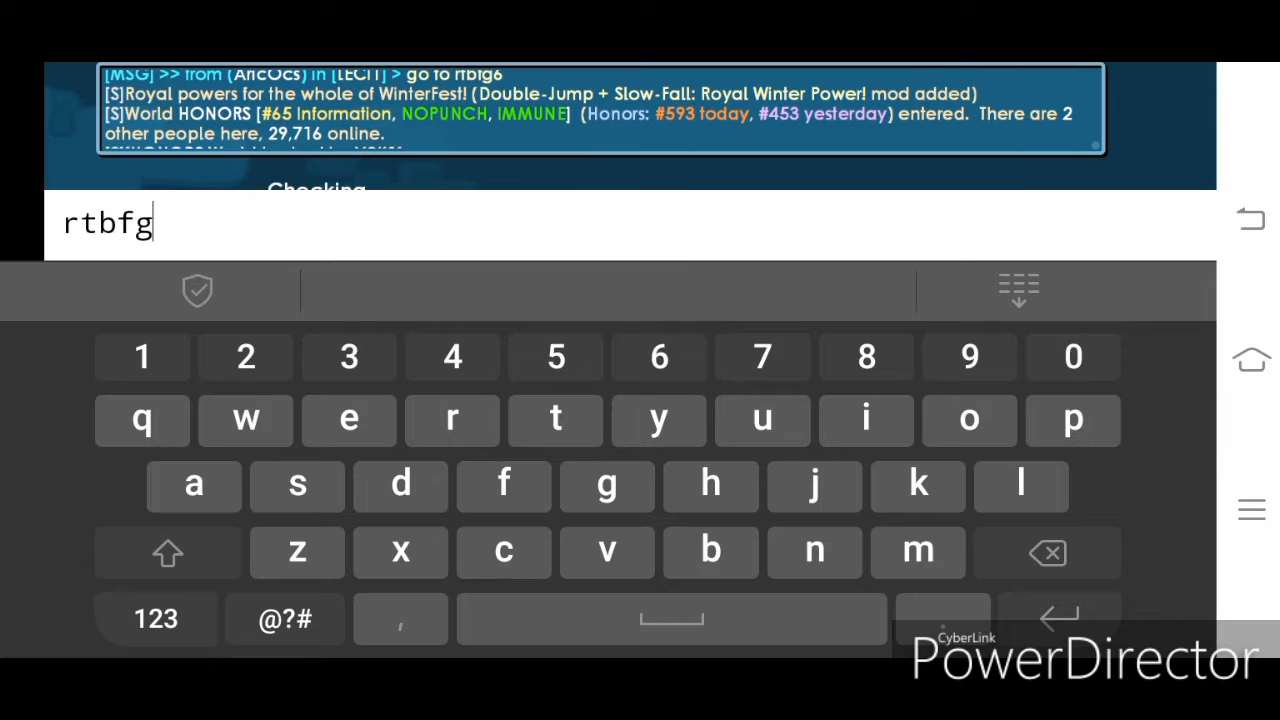 [MSG] >> from (AricOcs) in [LECIT] > go to rtbfg6
[S]Royal powers for the whole of WinterFest! (Double-Jump + Slow-Fall: Royal Winter Power! mod added)
[S]World HONORS [#65 Information, NOPUNCH, IMMUNE] (Honors: #593 today, #453 yesterday) entered. There are 2
other people here, 29,716 online.
Checking
rtbfg
1 2 3 4 5 6 7 8 9 0
q w e r t y u i o p
a s d f g h j k l
z x c v b n m
123 @?# , .
CyberLink
PowerDirector